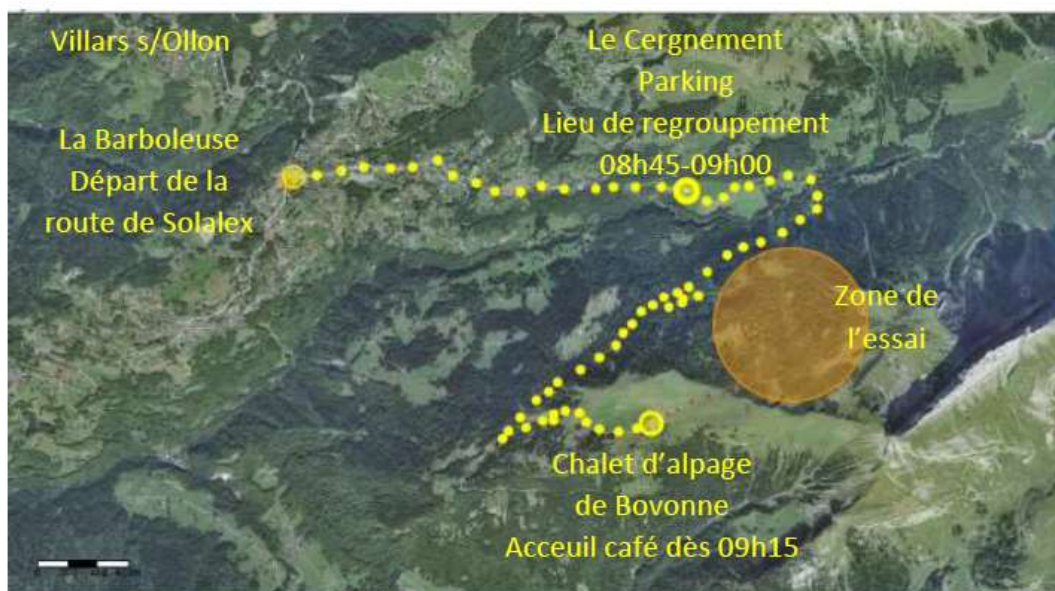 Villars s/Ollon
Le Cergnement
Parking
Lieu de regroupement
08h45-09h00
La Barboleuse
Départ de la
route de Solalex
Zone de
l'essai
Chalet d'alpage
de Bovonne
Acceuil café dès 09h15